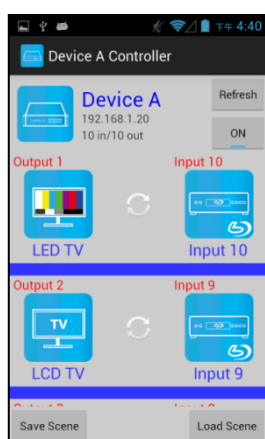 下午 4:40
Device A Controller
Device A
192.168.1.20
10 in/10 out
Refresh
ON
Output 1
Input 10
LED TV
Input 10
Output 2
Input 9
TV
LCD TV
Input 9
Save Scene
Load Scene